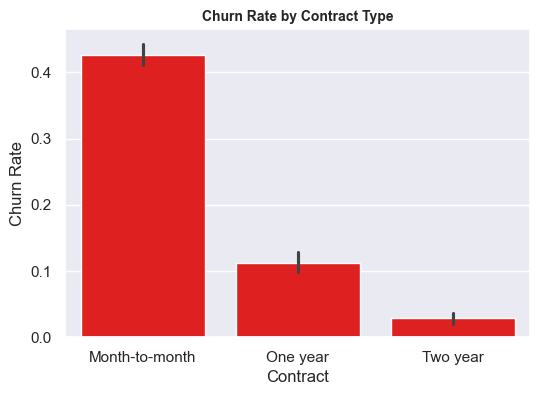 Churn Rate by Contract Type
0.4
0.3
0.2
0.1
0.0
Churn Rate
Month-to-month
One year
Two year
Contract